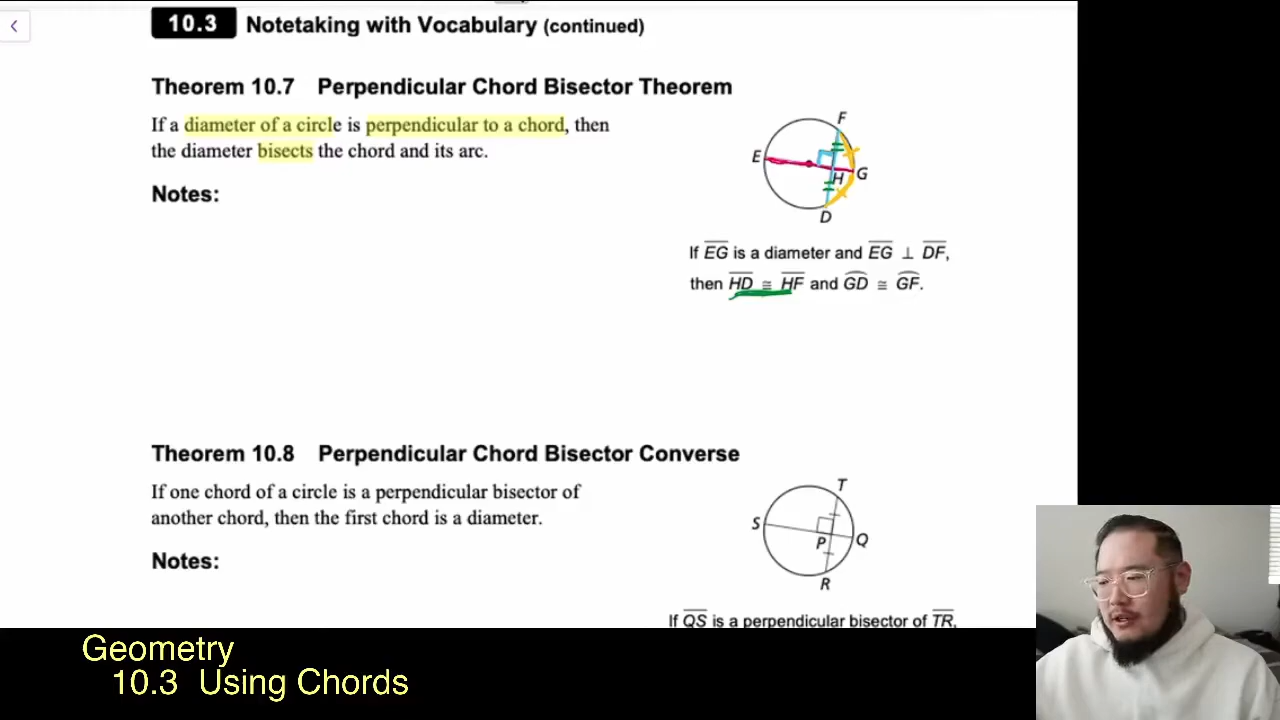 10.3 Notetaking with Vocabulary (continued)
Theorem 10.7 Perpendicular Chord Bisector Theorem
If a diameter of a circle is perpendicular to a chord, then
the diameter bisects the chord and its arc.
Notes:
F
E
H
G
D
If EG is a diameter and EG ⊥ DF,
then HD ≅ HF and GD ≅ GF.
Theorem 10.8 Perpendicular Chord Bisector Converse
If one chord of a circle is a perpendicular bisector of
another chord, then the first chord is a diameter.
Notes:
T
S
P
Q
R
If QS is a perpendicular bisector of TR,
Geometry
10.3 Using Chords